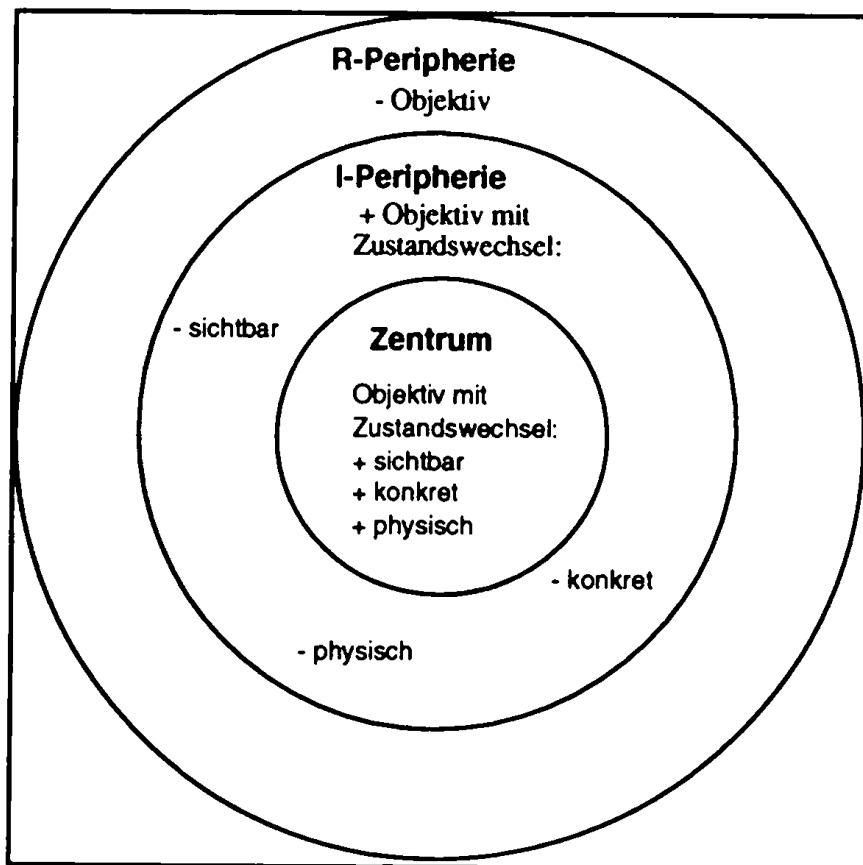 R-Peripherie
- Objektiv
I-Peripherie
+ Objektiv mit
Zustandswechsel:
- sichtbar
Zentrum
Objektiv mit
Zustandswechsel:
+ sichtbar
+ konkret
+ physisch
- konkret
- physisch